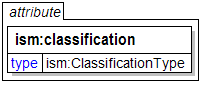 attribute
ism:classification
type ism:ClassificationType